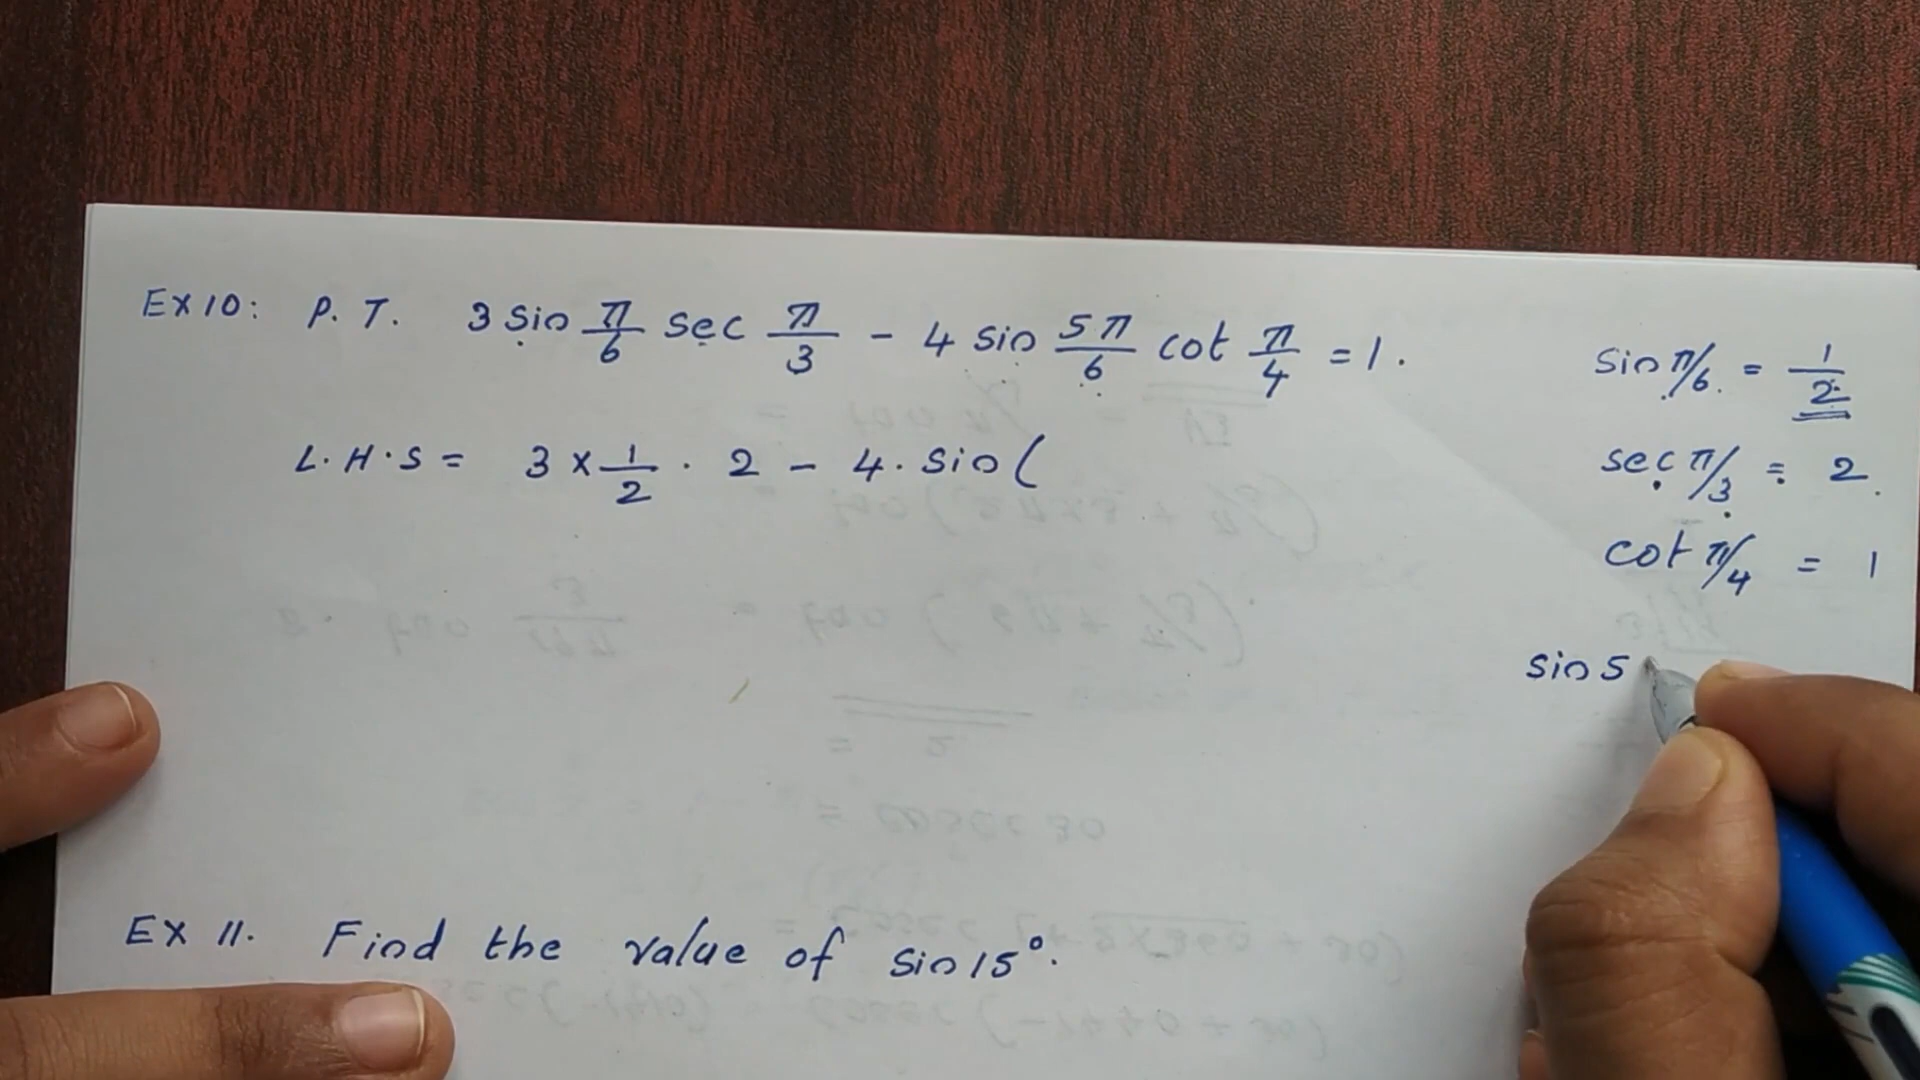 Ex 10: P. T. 3 sin π/6 sec π/3 - 4 sin 5π/6 cot π/4 = 1.
L.H.S = 3 × 1/2 . 2 - 4 . sin (
sin π/6 = 1/2
sec π/3 = 2
cot π/4 = 1
sin 5
Ex 11. Find the value of sin 15°.